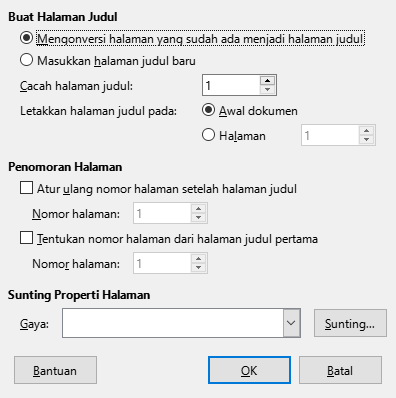 Buat Halaman Judul
Mengonversi halaman yang sudah ada menjadi halaman judul
Masukkan halaman judul baru
Cacah halaman judul: 1
Letakkan halaman judul pada: Awal dokumen
Halaman 1
Penomoran Halaman
Atur ulang nomor halaman setelah halaman judul
Nomor halaman: 1
Tentukan nomor halaman dari halaman judul pertama
Nomor halaman: 1
Sunting Properti Halaman
Gaya: Sunting...
Bantuan OK Batal